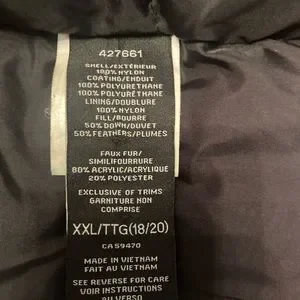 427661
SHELL/EXTÉRIEUR
100% NYLON
COATING/ENDUIT
100% POLYURETHANE
100% POLYURÉTHANE
LINING/DOUBLURE
100% NYLON
FILL/BOURRE
50% DOWN/DUVET
50% FEATHERS/PLUMES
FAUX FUR/
SIMILIFOURRURE
80% ACRYLIC/ACRYLIQUE
20% POLYESTER
EXCLUSIVE OF TRIMS
GARNITURE NON
COMPRISE
XXL/TTG(18/20)
CA 59470
MADE IN VIETNAM
FAIT AU VIETNAM
SEE REVERSE FOR CARE
VOIR INSTRUCTIONS
AU VERSO